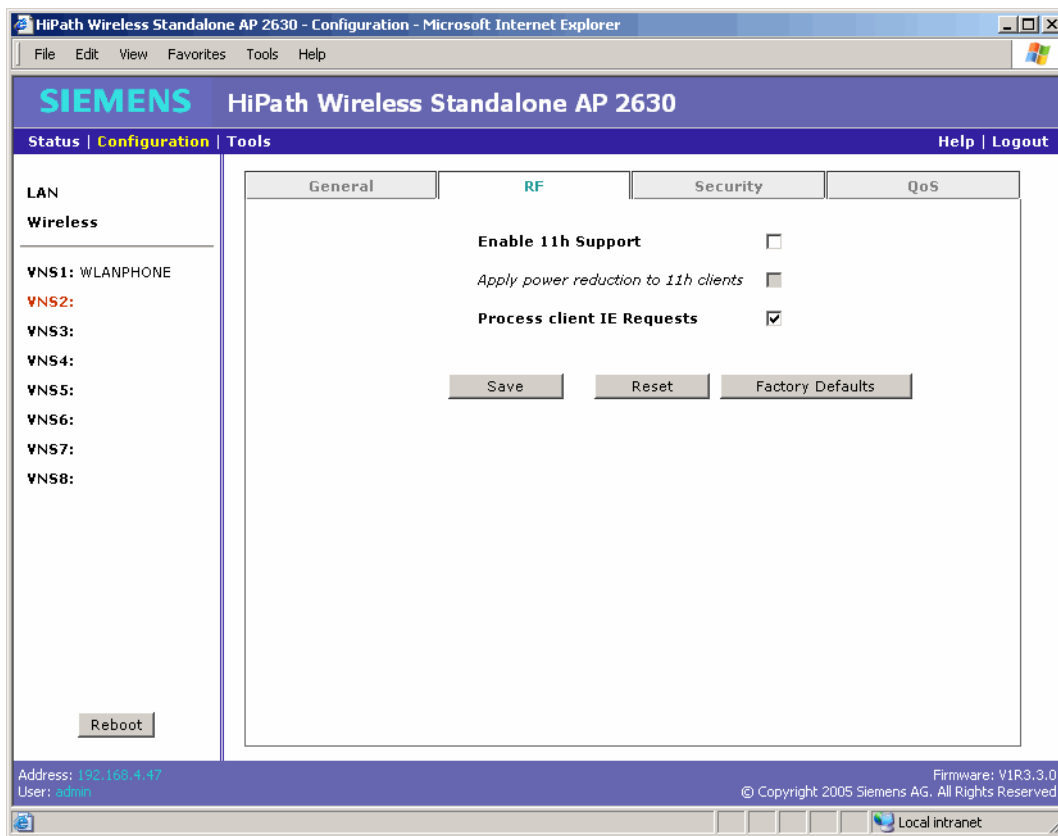 HiPath Wireless Standalone AP 2630 - Configuration - Microsoft Internet Explorer
File Edit View Favorites Tools Help
SIEMENS HiPath Wireless Standalone AP 2630
Status | Configuration | Tools Help | Logout
LAN
Wireless
VNS1: WLANPHONE
VNS2:
VNS3:
VNS4:
VNS5:
VNS6:
VNS7:
VNS8:
Reboot
General RF Security QoS
Enable 11h Support
Apply power reduction to 11h clients
Process client IE Requests
Save Reset Factory Defaults
Address: 192.168.4.47 Firmware: V1R3.3.0
User: admin © Copyright 2005 Siemens AG. All Rights Reserved
Local intranet